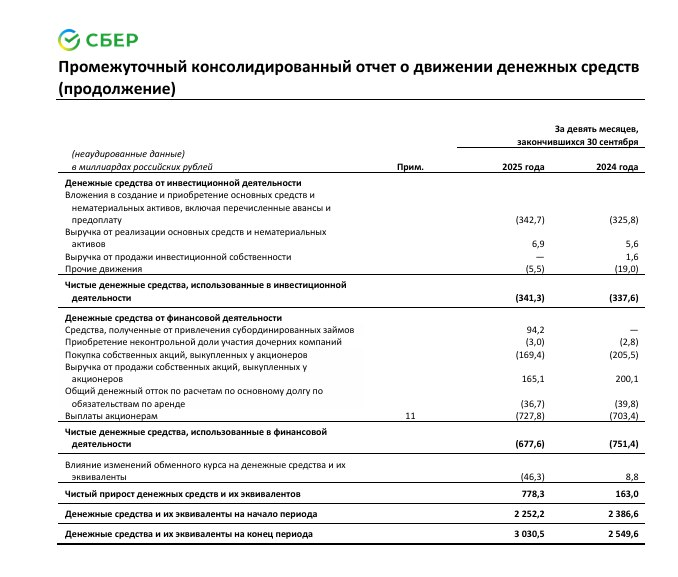 СБЕР
Промежуточный консолидированный отчет о движении денежных средств
(продолжение)
За девять месяцев,
закончившихся 30 сентября
(неаудированные данные)
в миллиардах российских рублей Прим. 2025 года 2024 года
Денежные средства от инвестиционной деятельности
Вложения в создание и приобретение основных средств и
нематериальных активов, включая перечисленные авансы и
предоплату (342,7) (325,8)
Выручка от реализации основных средств и нематериальных
активов 6,9 5,6
Выручка от продажи инвестиционной собственности — 1,6
Прочие движения (5,5) (19,0)
Чистые денежные средства, использованные в инвестиционной
деятельности (341,3) (337,6)
Денежные средства от финансовой деятельности
Средства, полученные от привлечения субординированных займов 94,2 —
Приобретение неконтрольной доли участия дочерних компаний (3,0) (2,8)
Покупка собственных акций, выкупленных у акционеров (169,4) (205,5)
Выручка от продажи собственных акций, выкупленных у
акционеров 165,1 200,1
Общий денежный отток по расчетам по основному долгу по
обязательствам по аренде (36,7) (39,8)
Выплаты акционерам 11 (727,8) (703,4)
Чистые денежные средства, использованные в финансовой
деятельности (677,6) (751,4)
Влияние изменений обменного курса на денежные средства и их
эквиваленты (46,3) 8,8
Чистый прирост денежных средств и их эквивалентов 778,3 163,0
Денежные средства и их эквиваленты на начало периода 2 252,2 2 386,6
Денежные средства и их эквиваленты на конец периода 3 030,5 2 549,6